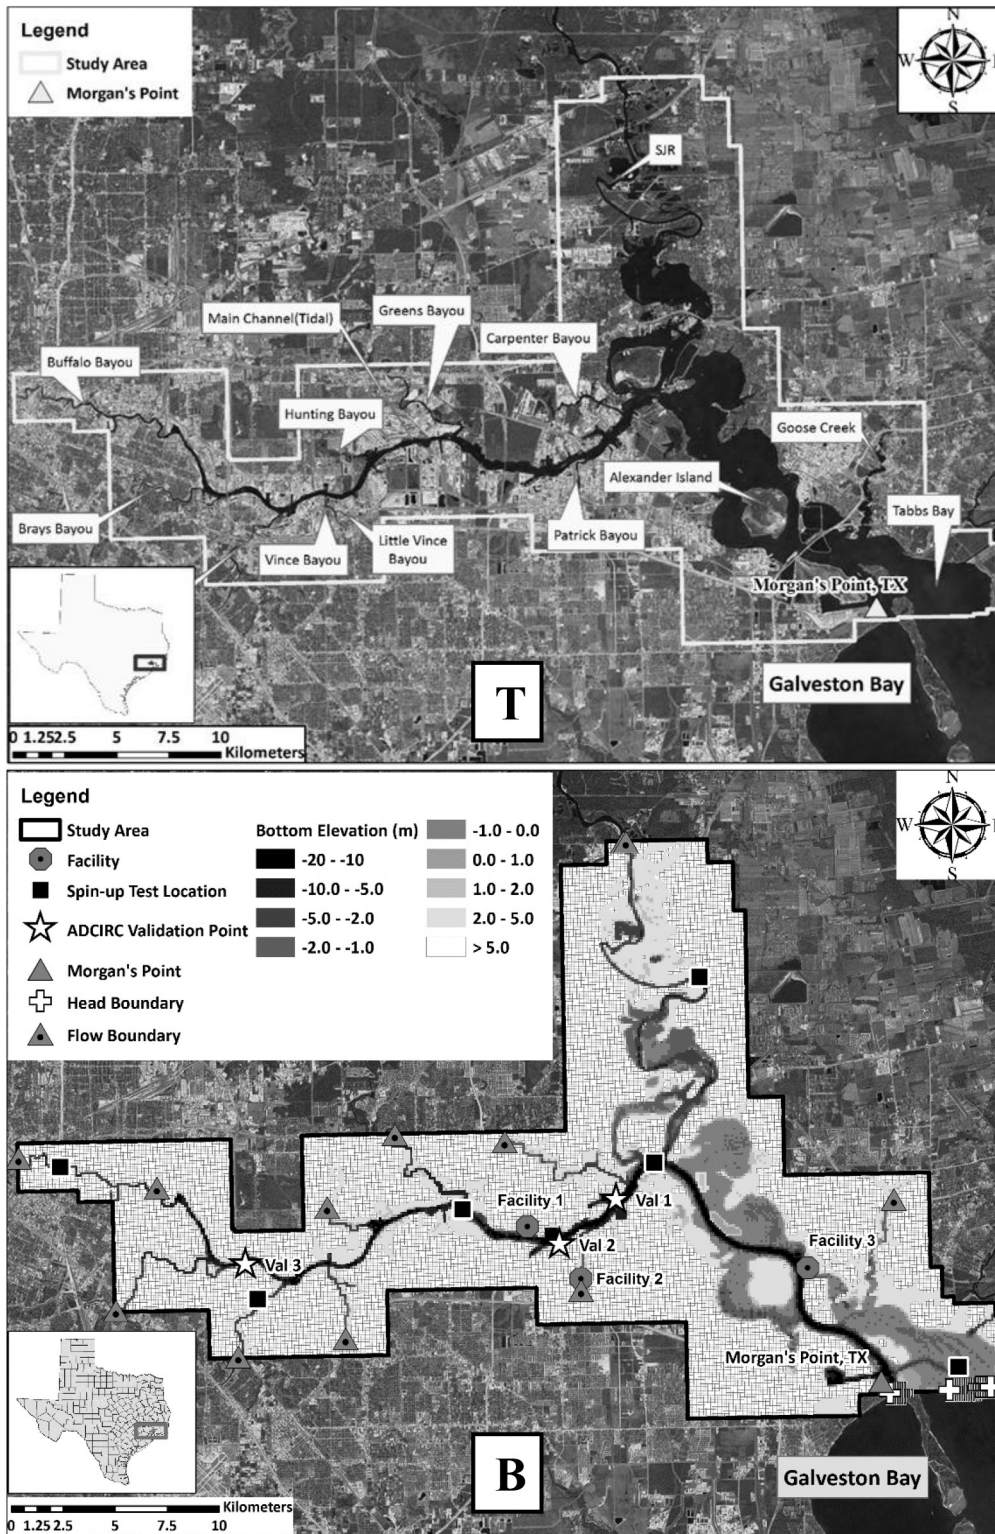 Legend
Study Area
Morgan's Point
N
W
S
SJR
Main Channel(Tidal)
Greens Bayou
Carpenter Bayou
Buffalo Bayou
Hunting Bayou
Goose Creek
Alexander Island
Brays Bayou
Vince Bayou
Little Vince
Bayou
Patrick Bayou
Tabbs Bay
Morgan's Point, TX
T
Galveston Bay
0 1.25 2.5 5 7.5 10
Kilometers
Legend
Study Area
Facility
Spin-up Test Location
ADCIRC Validation Point
Morgan's Point
Head Boundary
Flow Boundary
Bottom Elevation (m)
-20 - -10
-10.0 - -5.0
-5.0 - -2.0
-2.0 - -1.0
-1.0 - 0.0
0.0 - 1.0
1.0 - 2.0
2.0 - 5.0
> 5.0
N
W
E
S
Facility 1
Val 1
Val 2
Val 3
Facility 2
Facility 3
Morgan's Point, TX
B
Galveston Bay
Kilometers
0 1.25 2.5 5 7.5 10